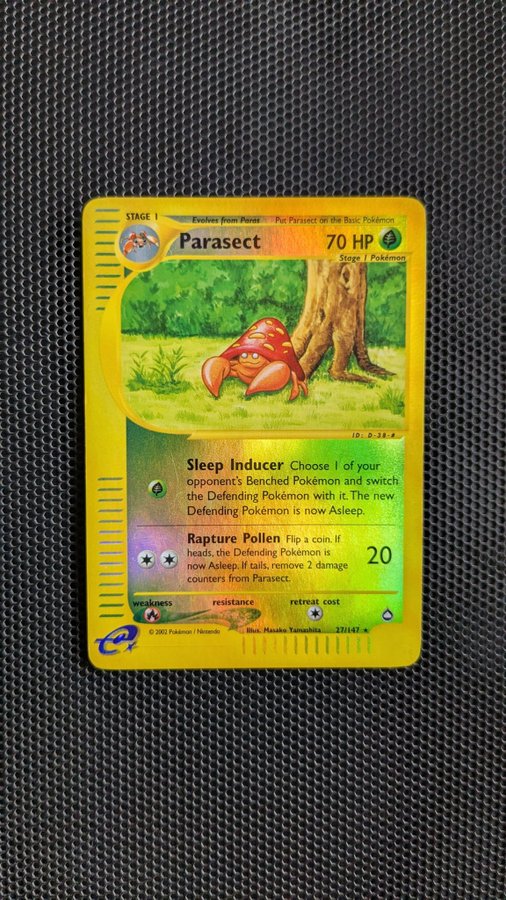 STAGE 1
Evolves from Paras Put Parasect on the Basic Pokémon
Parasect 70 HP
Stage 1 Pokémon
ID: D-38-#
Sleep Inducer Choose 1 of your
opponent's Benched Pokémon and switch
the Defending Pokémon with it. The new
Defending Pokémon is now Asleep.
Rapture Pollen Flip a coin. If
heads, the Defending Pokémon is
now Asleep. If tails, remove 2 damage
counters from Parasect.
20
weakness resistance retreat cost
© 2002 Pokémon / Nintendo Illus. Masako Yamashita 27/147 ★
e